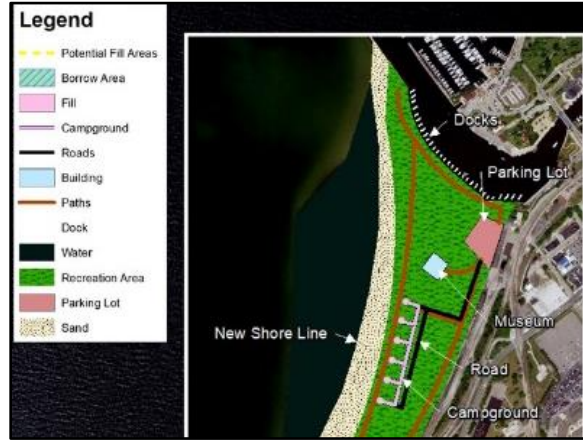 Legend
Potential Fill Areas
Borrow Area
Fill
Campground
Roads
Building
Paths
Dock
Water
Recreation Area
Parking Lot
Sand
Docks
Parking Lot
Museum
New Shore Line
Road
Campground